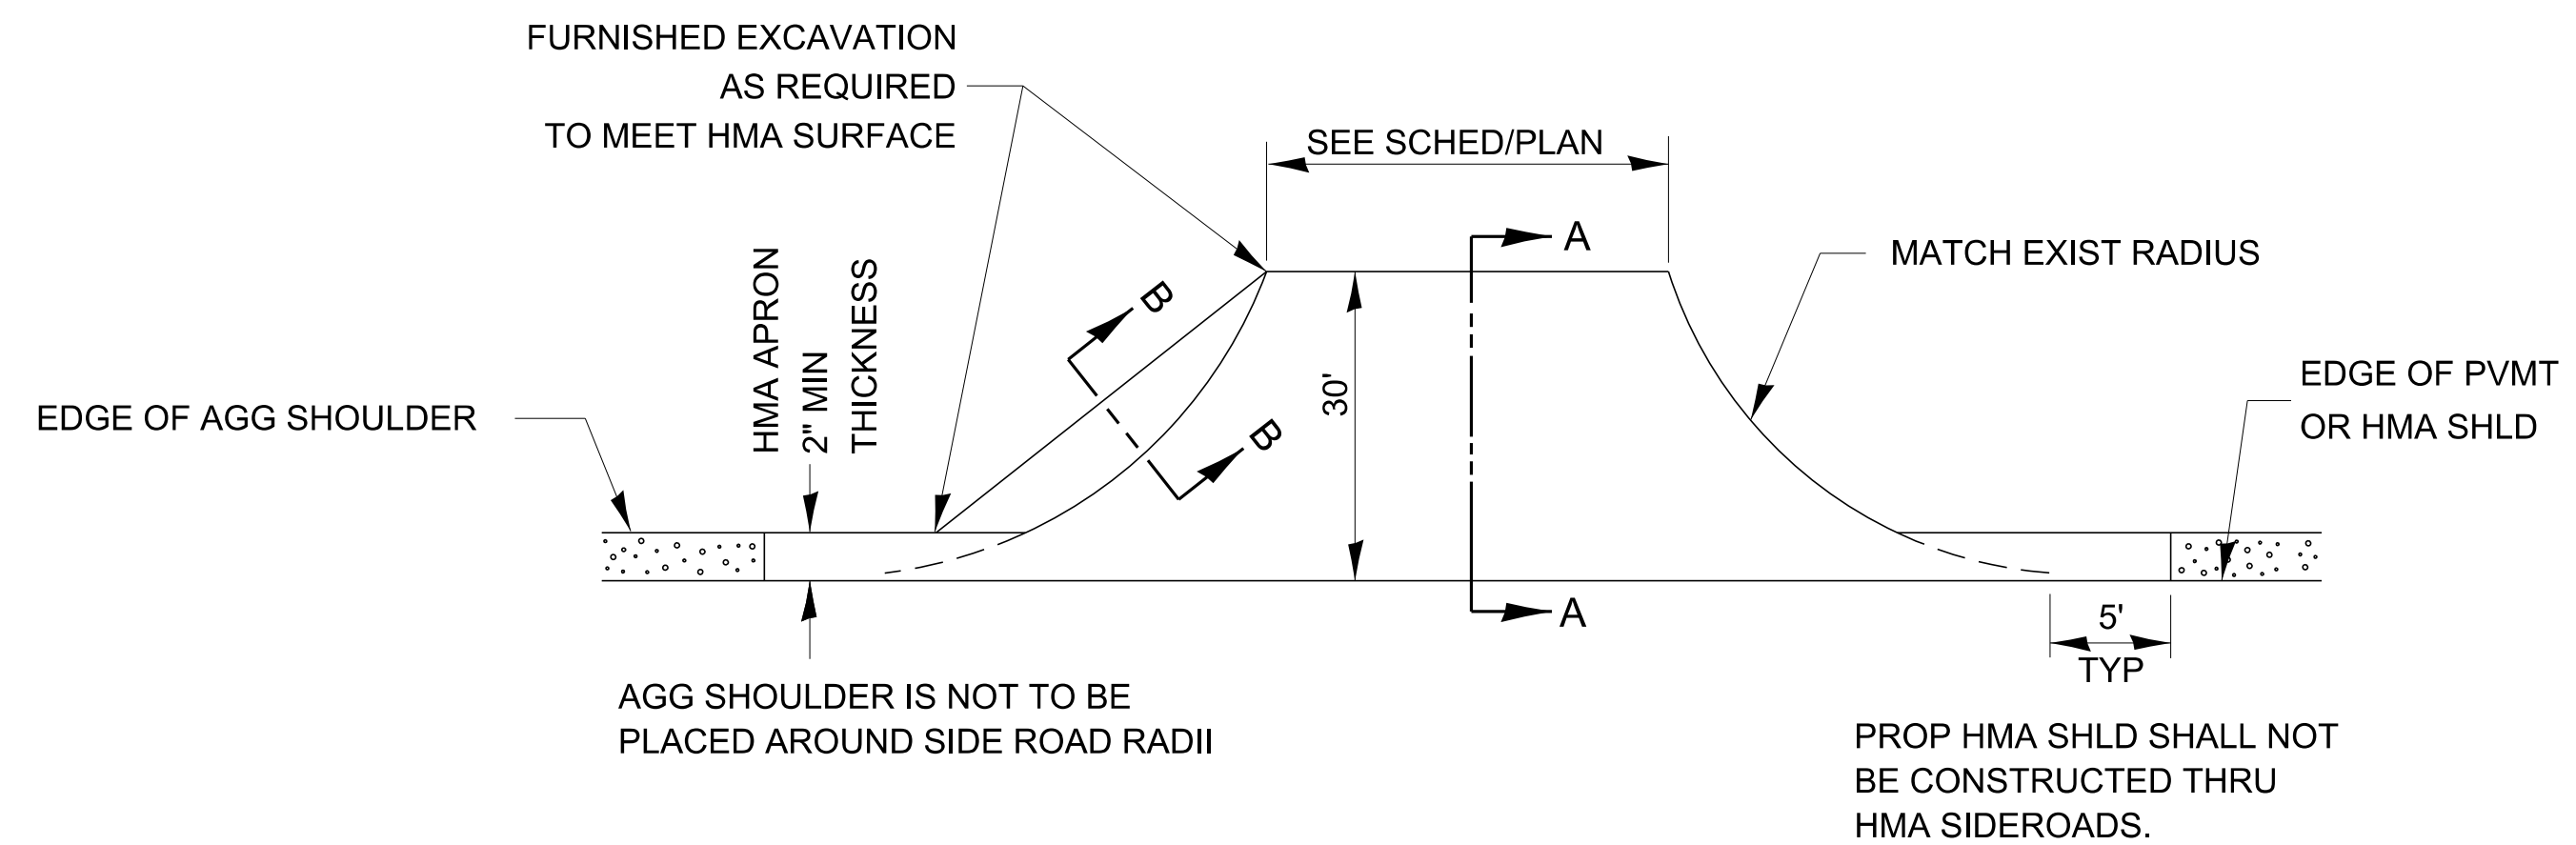 FURNISHED EXCAVATION
AS REQUIRED
TO MEET HMA SURFACE
SEE SCHED/PLAN
A
MATCH EXIST RADIUS
HMA APRON
2" MIN
THICKNESS
B
B
30'
EDGE OF AGG SHOULDER
EDGE OF PVMT
OR HMA SHLD
A
5'
TYP
AGG SHOULDER IS NOT TO BE
PLACED AROUND SIDE ROAD RADII
PROP HMA SHLD SHALL NOT
BE CONSTRUCTED THRU
HMA SIDEROADS.